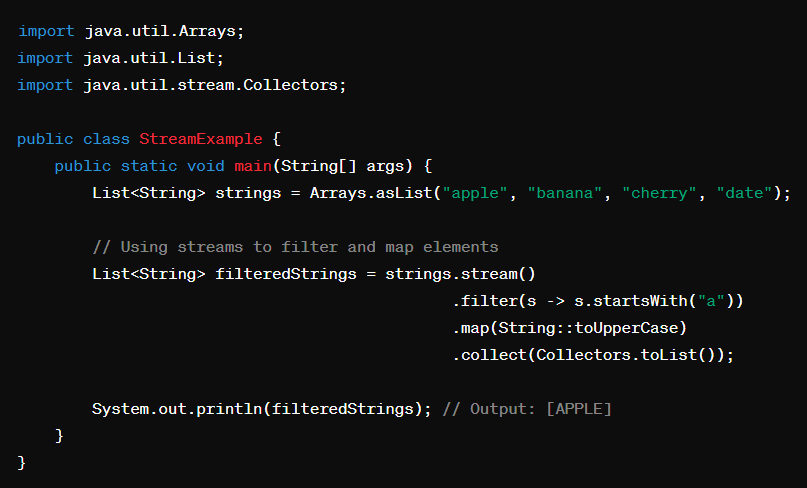 import java.util.Arrays;
import java.util.List;
import java.util.stream.Collectors;

public class StreamExample {
    public static void main(String[] args) {
        List<String> strings = Arrays.asList("apple", "banana", "cherry", "date");

        // Using streams to filter and map elements
        List<String> filteredStrings = strings.stream()
                                              .filter(s -> s.startsWith("a"))
                                              .map(String::toUpperCase)
                                              .collect(Collectors.toList());

        System.out.println(filteredStrings); // Output: [APPLE]
    }
}